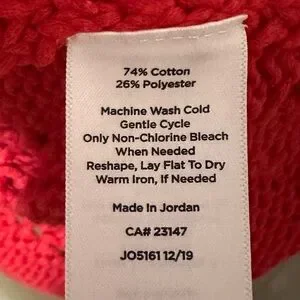 74% Cotton
26% Polyester
Machine Wash Cold
Gentle Cycle
Only Non-Chlorine Bleach
When Needed
Reshape, Lay Flat To Dry
Warm Iron, If Needed
Made In Jordan
CA# 23147
JO5161 12/19